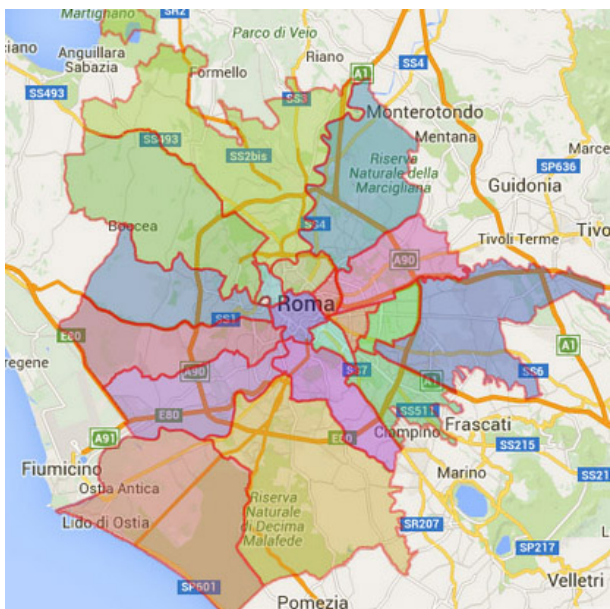 Martignano
SR2
Parco di Veio
Anguillara
Sabazia
Riano
SS4
Formello
A1
SS493
SS3
Monterotondo
Mentana
SS493
SS2bis
Riserva
Naturale della
Marcigliana
SP636
Guidonia
Boccea
SS4
Tivoli Terme
A90
Roma
SS1
E80
A1
A90
SS7
SS6
A1
E80
SS511
Frascati
A91
E80
Ciampino
SS215
Fiumicino
Marino
Ostia Antica
Riserva
Naturale
di Decima
Malafede
Lido di Ostia
SR207
SP217
SP601
Velletri
Pomezia